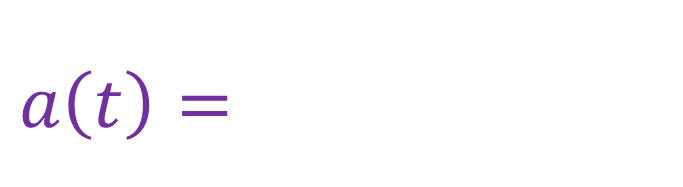 a(t) =